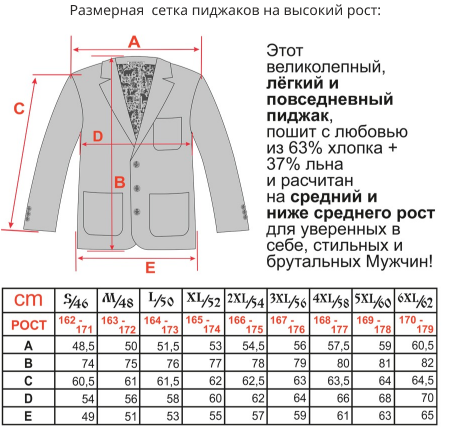 Размерная сетка пиджаков на высокий рост:
A
C
D
B
E
Этот
великолепный,
лёгкий и
повседневный
пиджак,
пошит с любовью
из 63% хлопка +
37% льна
и расчитан
на средний и
ниже среднего рост
для уверенных в
себе, стильных и
брутальных Мужчин!
cm S/46 M/48 L/50 XL/52 2XL/54 3XL/56 4XL/58 5XL/60 6XL/62
РОСТ 162 - 171 163 - 172 164 - 173 165 - 174 166 - 175 167 - 176 168 - 177 169 - 178 170 - 179
A 48,5 50 51,5 53 54,5 56 57,5 59 60,5
B 74 75 76 77 78 79 80 81 82
C 60,5 61 61,5 62 62,5 63 63,5 64 64,5
D 54 56 58 60 62 64 66 68 70
E 49 51 53 55 57 59 61 63 65